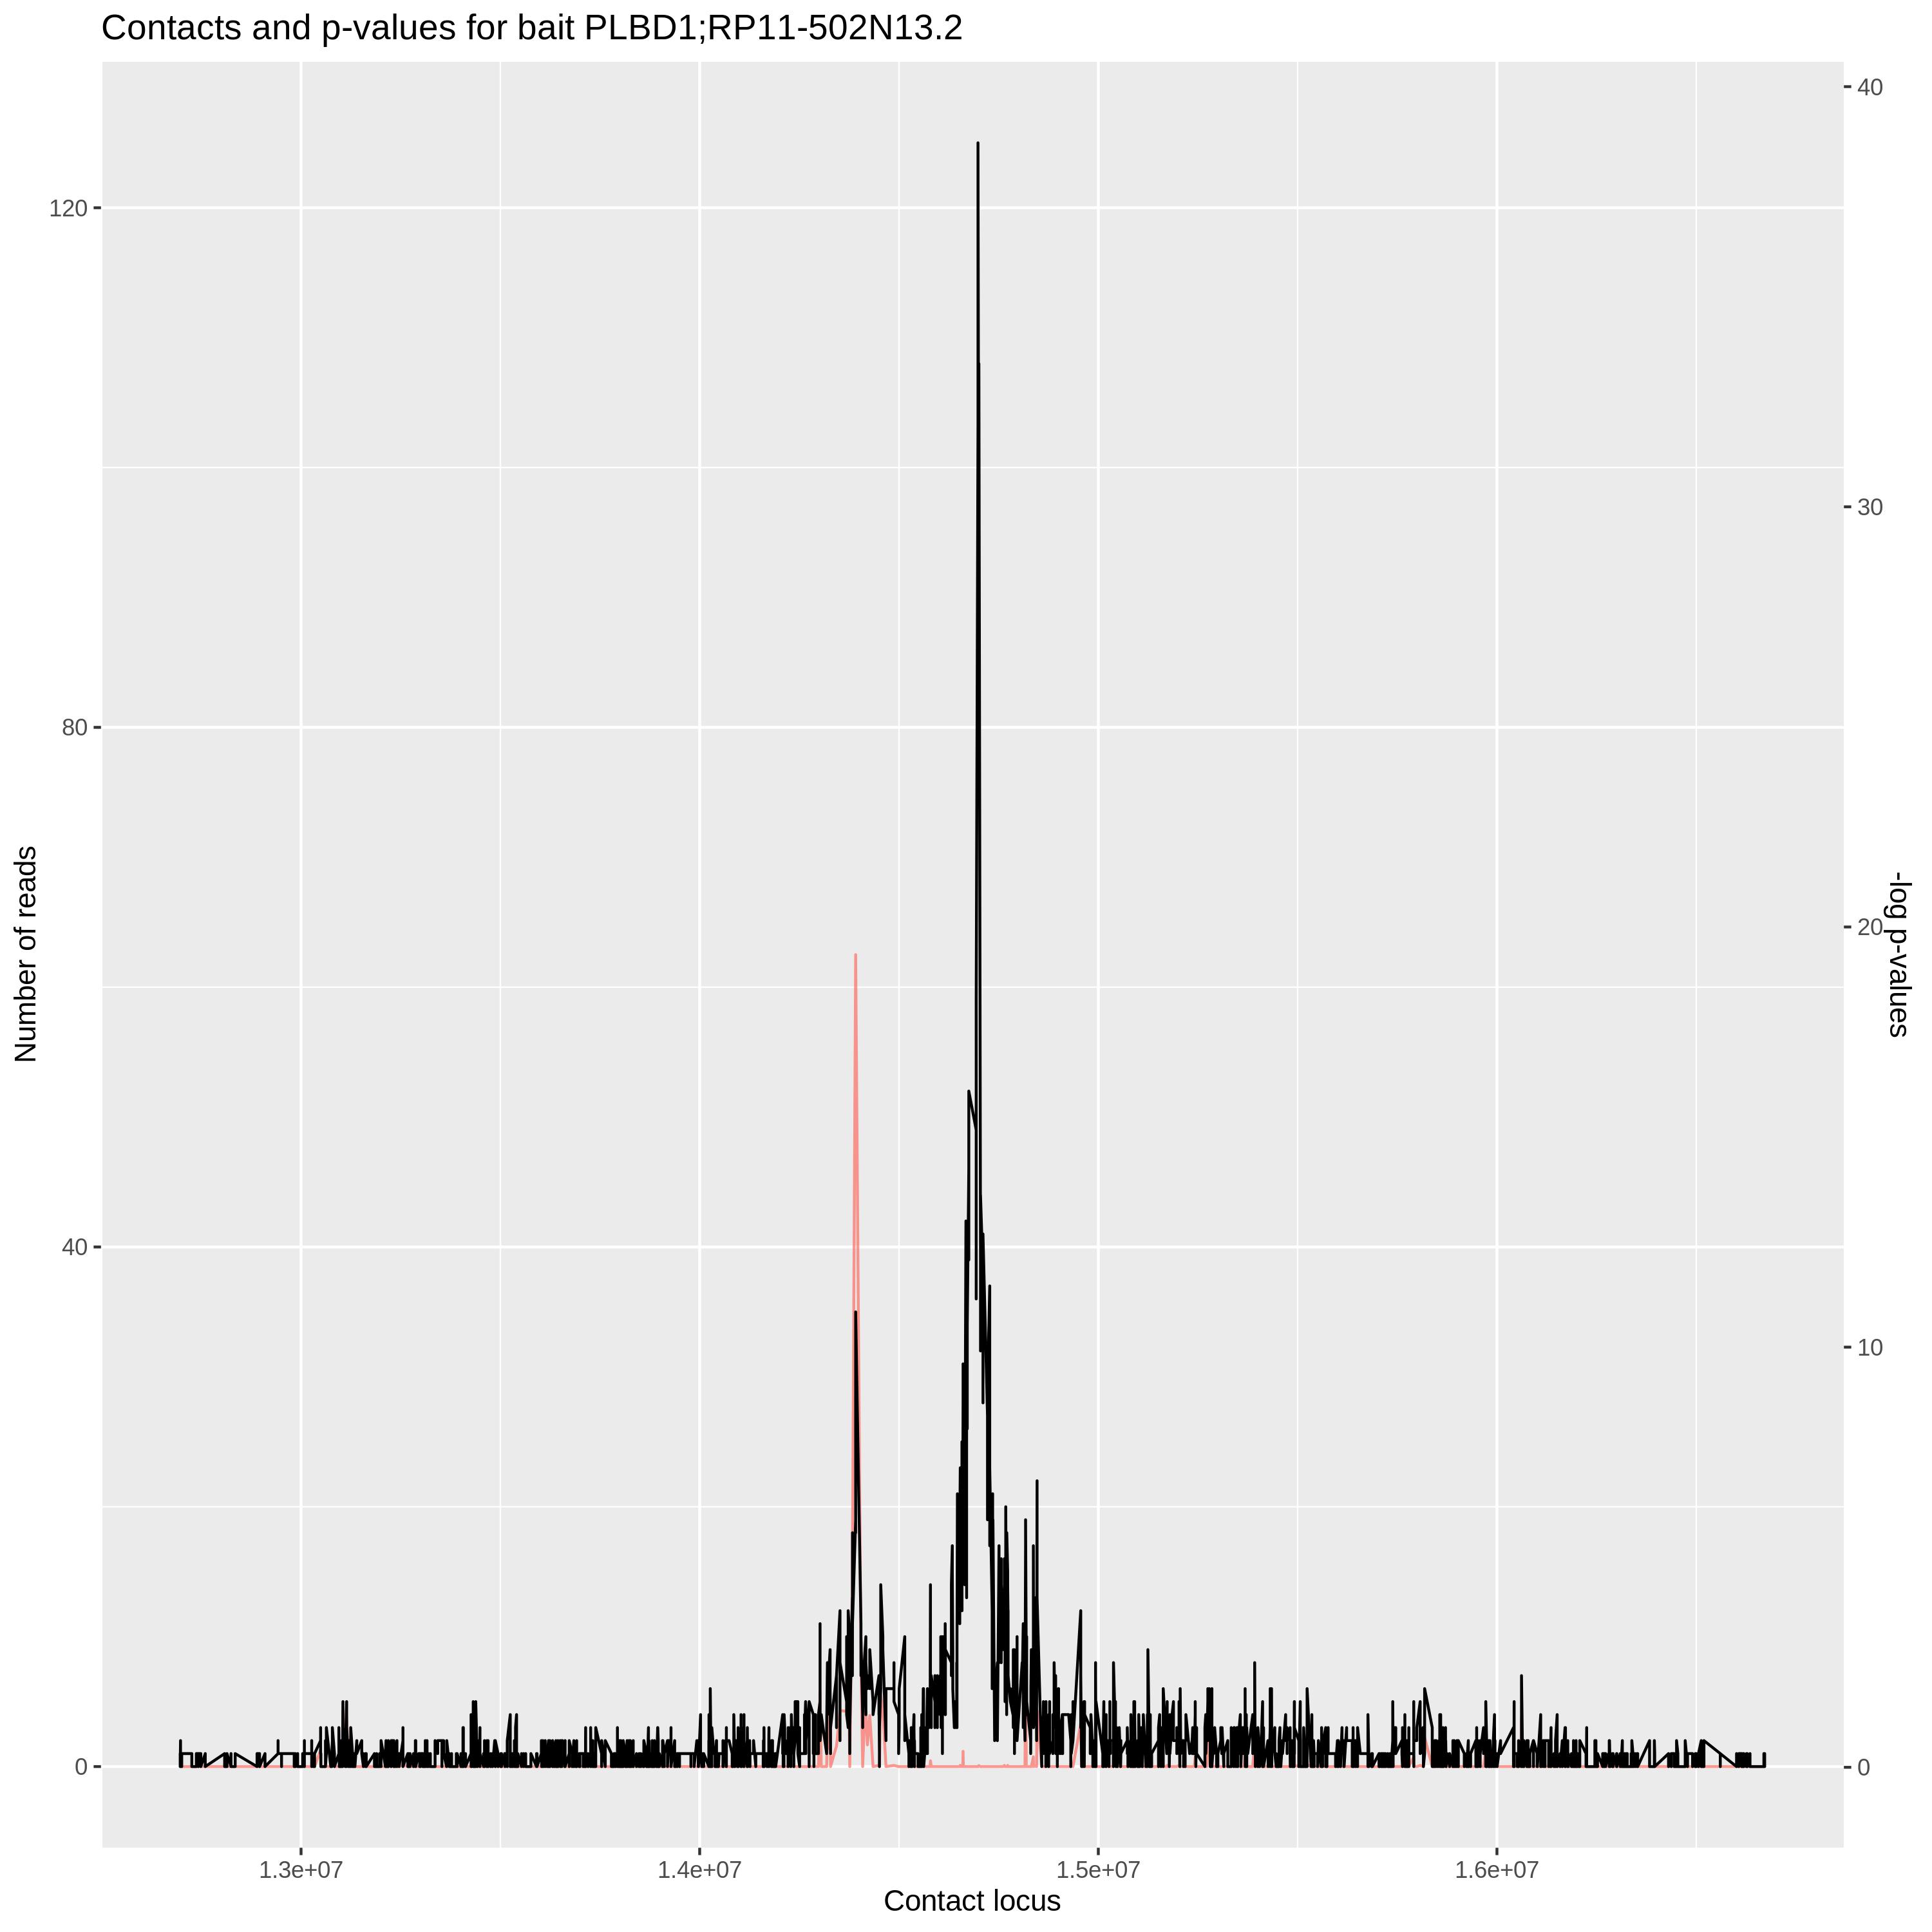 Contacts and p-values for bait PLBD1;RP11-502N13.2
120
80
40
0
Number of reads
40
30
20
10
0
-log p-values
1.3e+07
1.4e+07
1.5e+07
1.6e+07
Contact locus